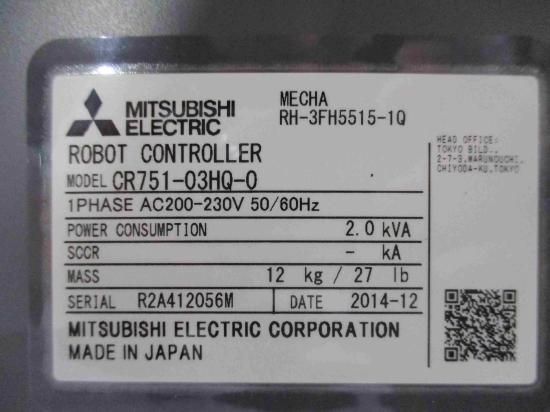 MITSUBISHI
ELECTRIC
MECHA
RH-3FH5515-1Q
HEAD OFFICE:
TOKYO BILD.,
2-7-3,MARUNOUCHI,
CHIYODA-KU,TOKYO
ROBOT CONTROLLER
MODEL CR751-03HQ-0
1PHASE AC200-230V 50/60Hz
POWER CONSUMPTION 2.0 kVA
SCCR - kA
MASS 12 kg / 27 lb
SERIAL R2A412056M DATE 2014-12
MITSUBISHI ELECTRIC CORPORATION
MADE IN JAPAN